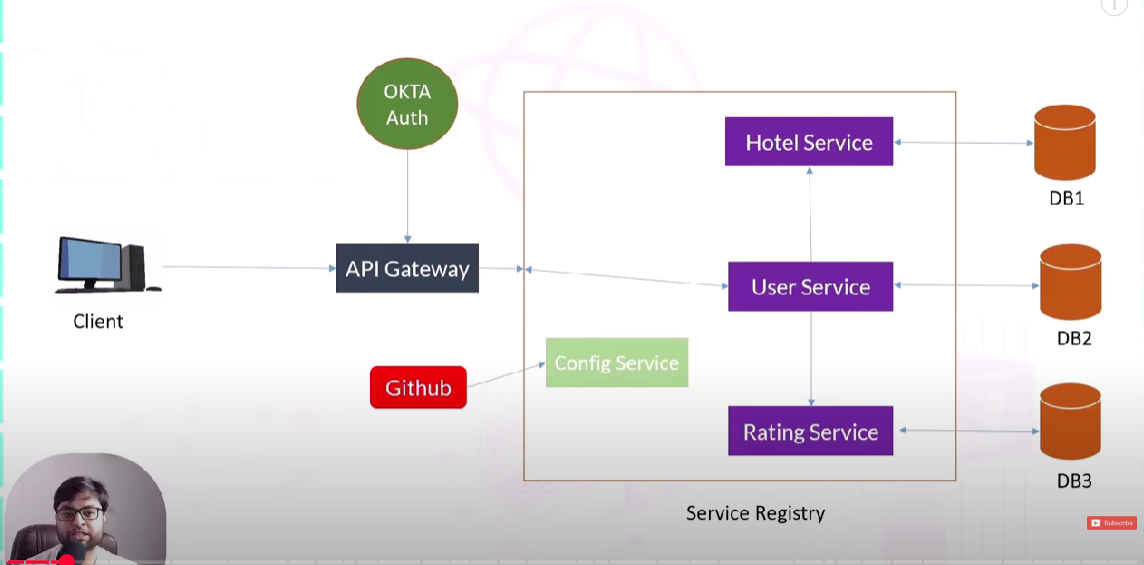 OKTA
Auth
Hotel Service
DB1
API Gateway
User Service
Client
DB2
Config Service
Github
Rating Service
DB3
Service Registry
Subscribe